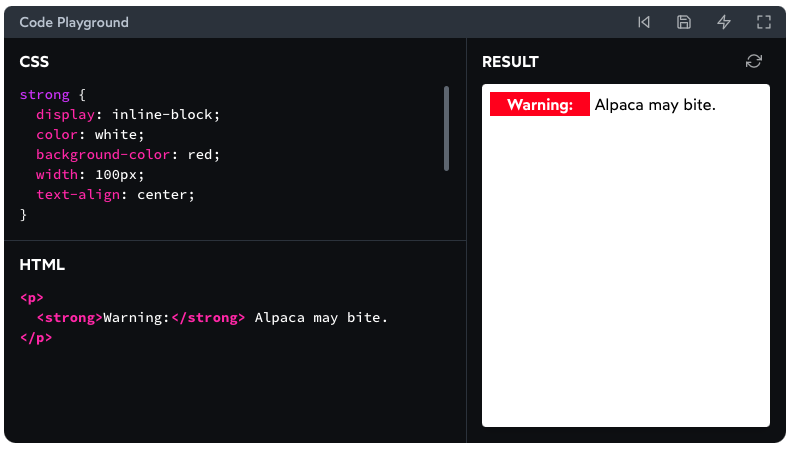 Code Playground
CSS
strong {
  display: inline-block;
  color: white;
  background-color: red;
  width: 100px;
  text-align: center;
}
HTML
<p>
  <strong>Warning:</strong> Alpaca may bite.
</p>
RESULT
Warning: Alpaca may bite.